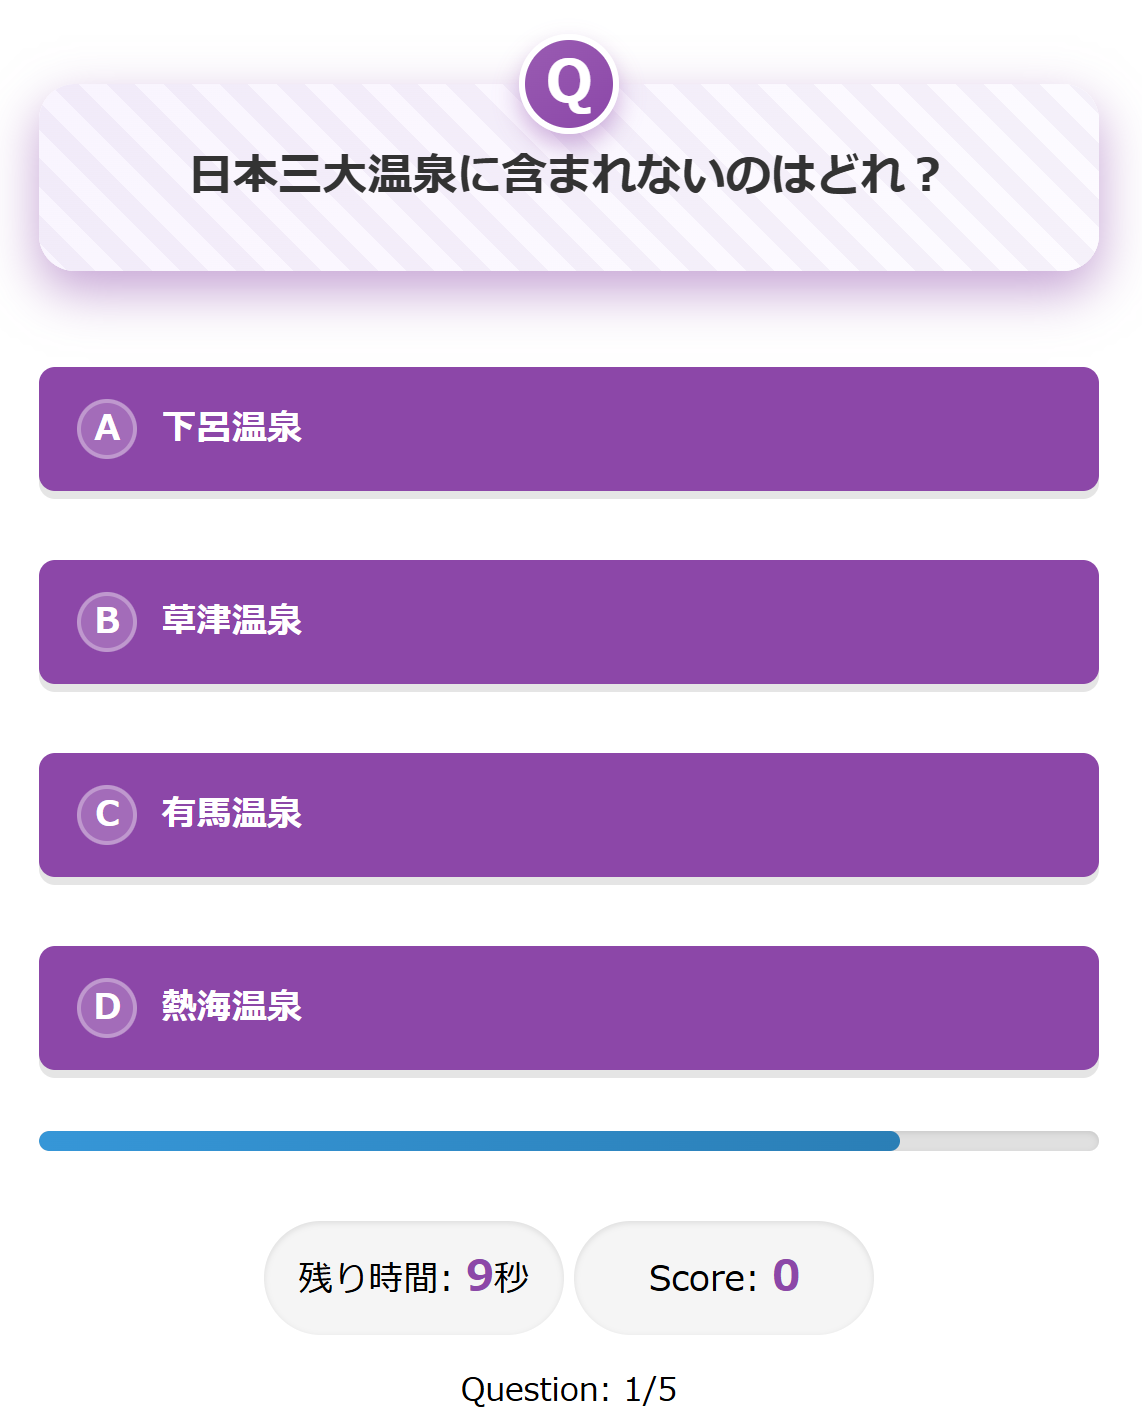 Q
日本三大温泉に含まれないのはどれ？
A 下呂温泉
B 草津温泉
C 有馬温泉
D 熱海温泉
残り時間: 9秒 Score: 0
Question: 1/5